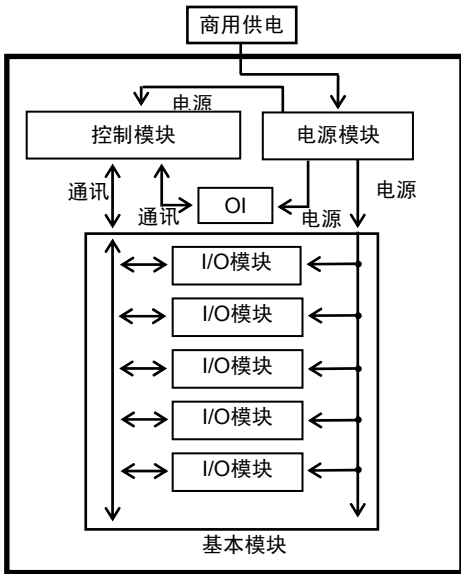 商用供电
电源
控制模块
电源模块
通讯
通讯
OI
电源
电源
I/O模块
I/O模块
I/O模块
I/O模块
I/O模块
基本模块